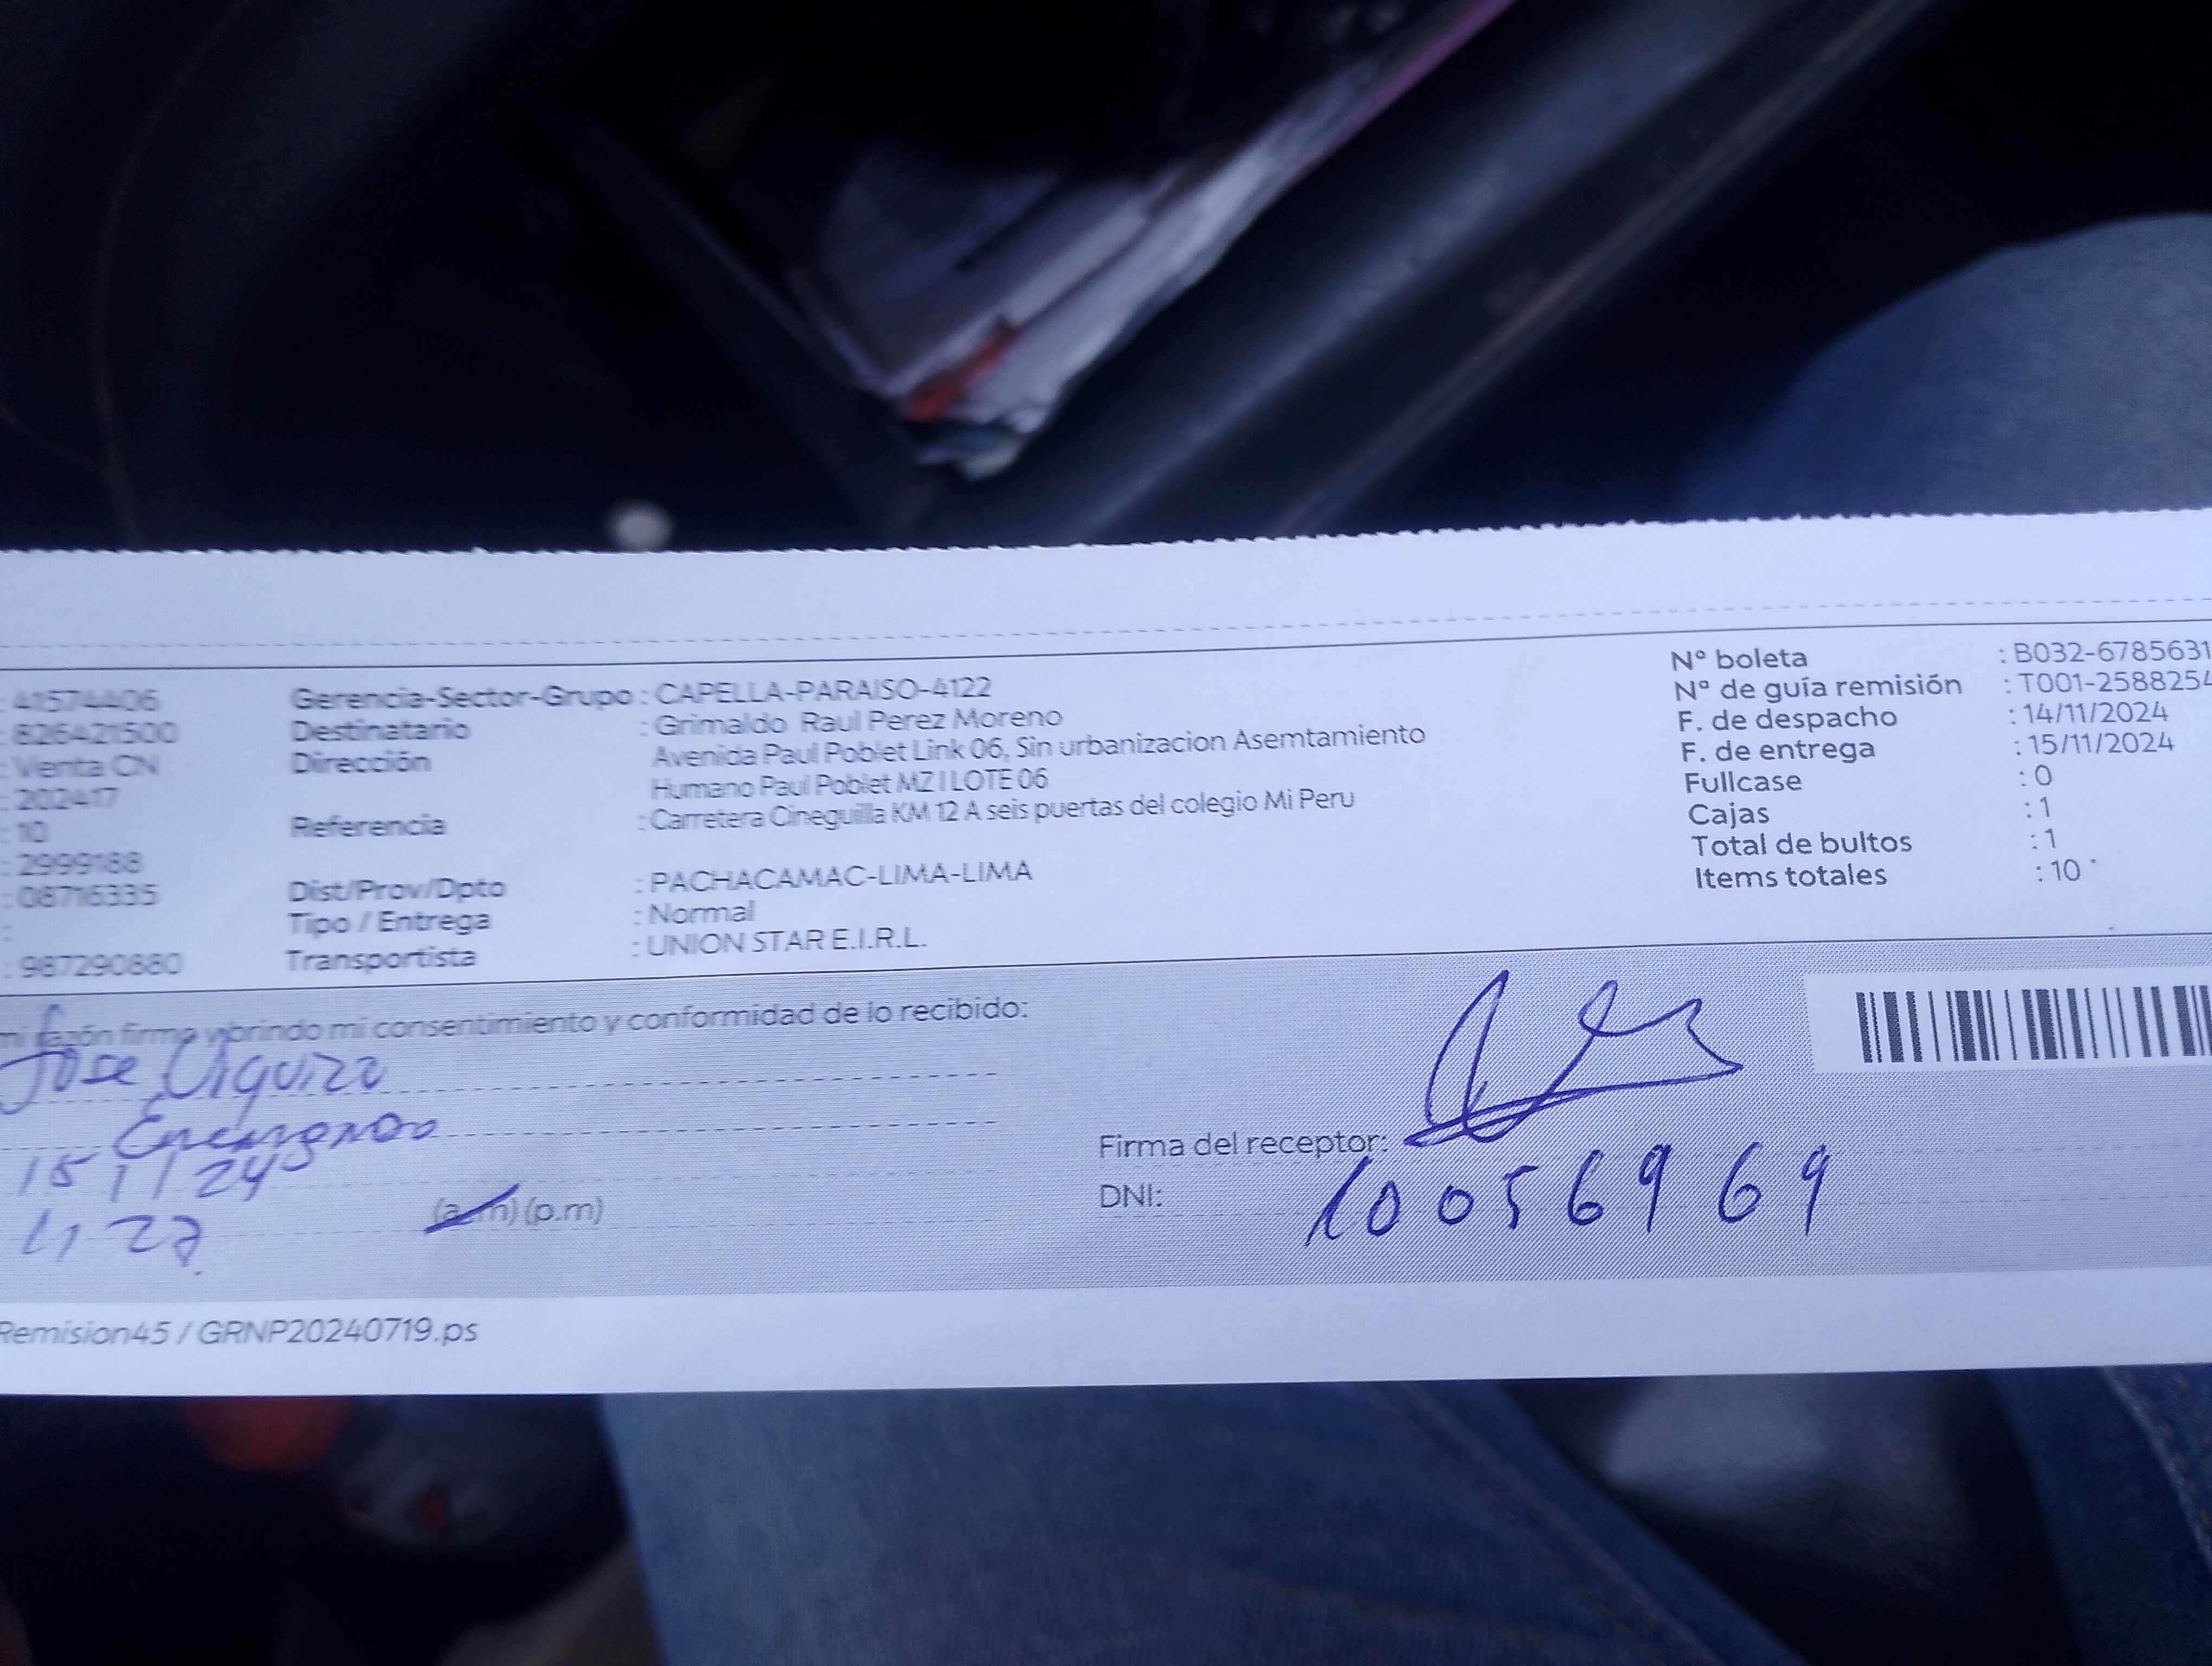 : 41574406 Gerencia-Sector-Grupo : CAPELLA-PARAISO-4122 N° boleta : B032-6785631
: 826421500 Destinatario : Grimaldo Raul Perez Moreno N° de guía remisión : T001-2588254
: Venta CN Dirección Avenida Paul Poblet Link 06, Sin urbanizacion Asemtamiento F. de despacho : 14/11/2024
: 202417 Humano Paul Poblet MZ I LOTE 06 F. de entrega : 15/11/2024
: 10 Referencia : Carretera Cineguilla KM 12 A seis puertas del colegio Mi Peru Fullcase : 0
: 2999188 Cajas : 1
: 08716335 Dist/Prov/Dpto : PACHACAMAC-LIMA-LIMA Total de bultos : 1
: Tipo / Entrega : Normal Items totales : 10
: 987290880 Transportista : UNION STAR E.I.R.L.
mi razón firmo y brindo mi consentimiento y conformidad de lo recibido:
Jose
Firma del receptor:
DNI: 10056969
(a.m) (p.m)
Remision45 / GRNP20240719.ps